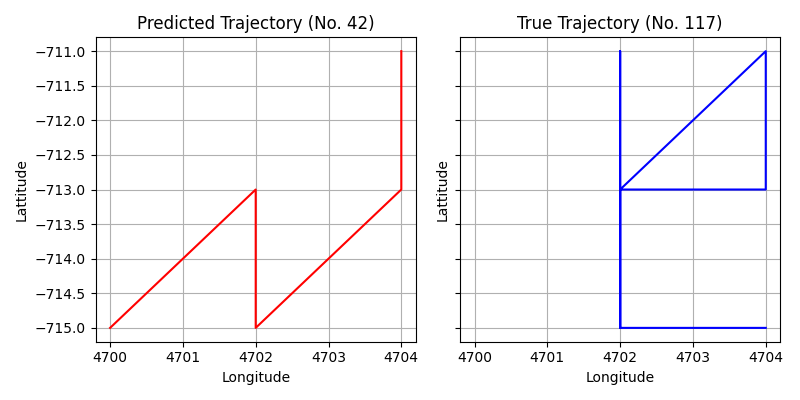 Predicted Trajectory (No. 42)
True Trajectory (No. 117)
−711.0
−711.5
−712.0
−712.5
−713.0
−713.5
−714.0
−714.5
−715.0
Lattitude
4700 4701 4702 4703 4704
Longitude
Lattitude
4700 4701 4702 4703 4704
Longitude